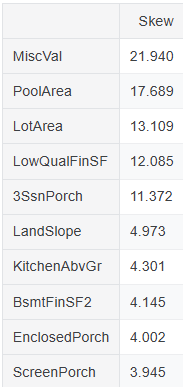 Skew
MiscVal 21.940
PoolArea 17.689
LotArea 13.109
LowQualFinSF 12.085
3SsnPorch 11.372
LandSlope 4.973
KitchenAbvGr 4.301
BsmtFinSF2 4.145
EnclosedPorch 4.002
ScreenPorch 3.945